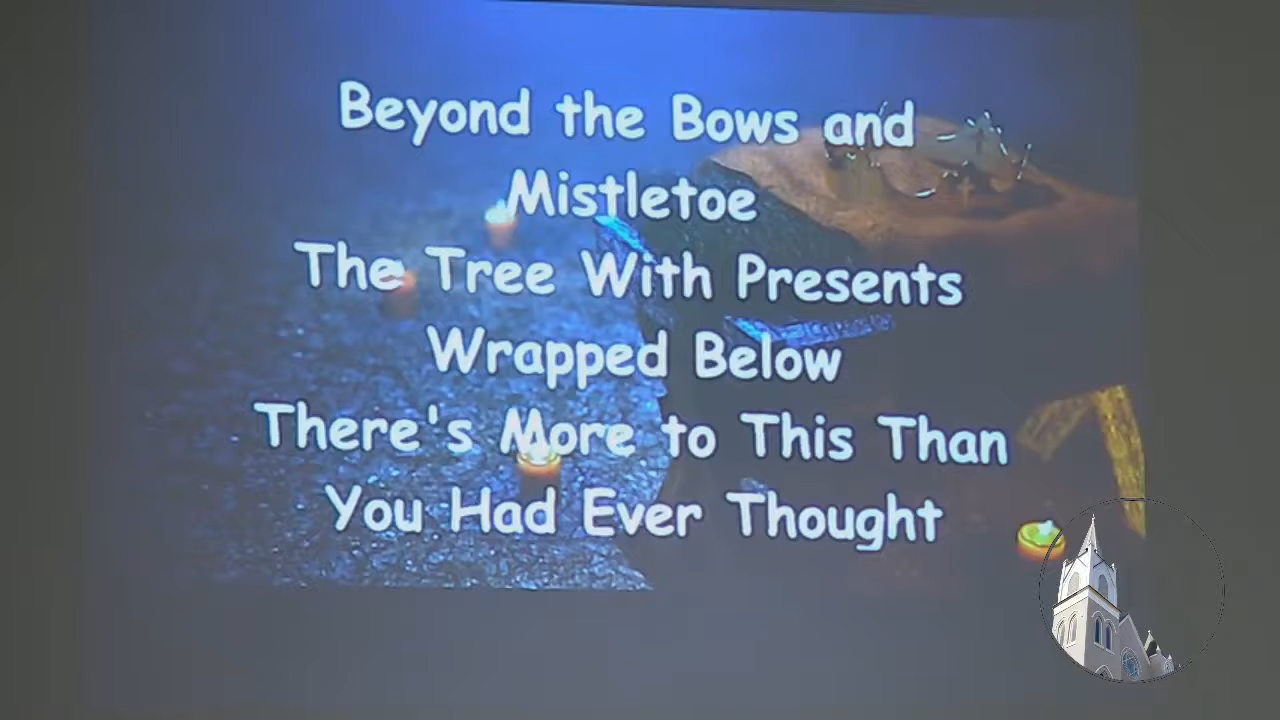 Beyond the Bows and
Mistletoe
The Tree With Presents
Wrapped Below
There's More to This Than
You Had Ever Thought